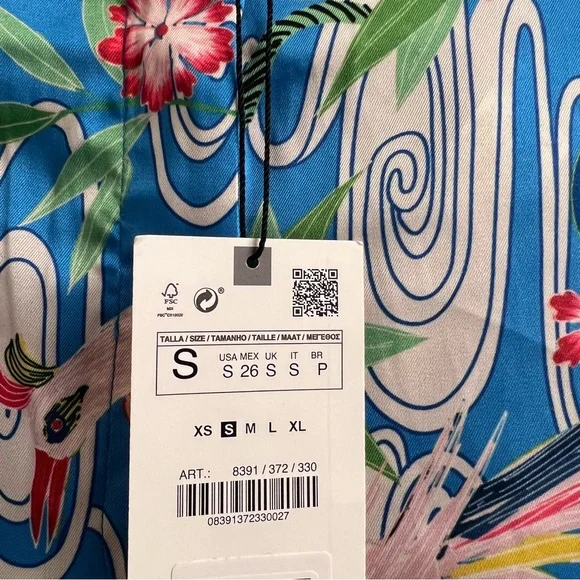 FSC
MIX
TALLA / SIZE / TAMANHO / TAILLE / MAAT / ΜΕΓΕΘΟΣ
S
USA MEX UK IT BR
S 26 S S P
XS S M L XL
ART.: 8391 / 372 / 330
08391372330027